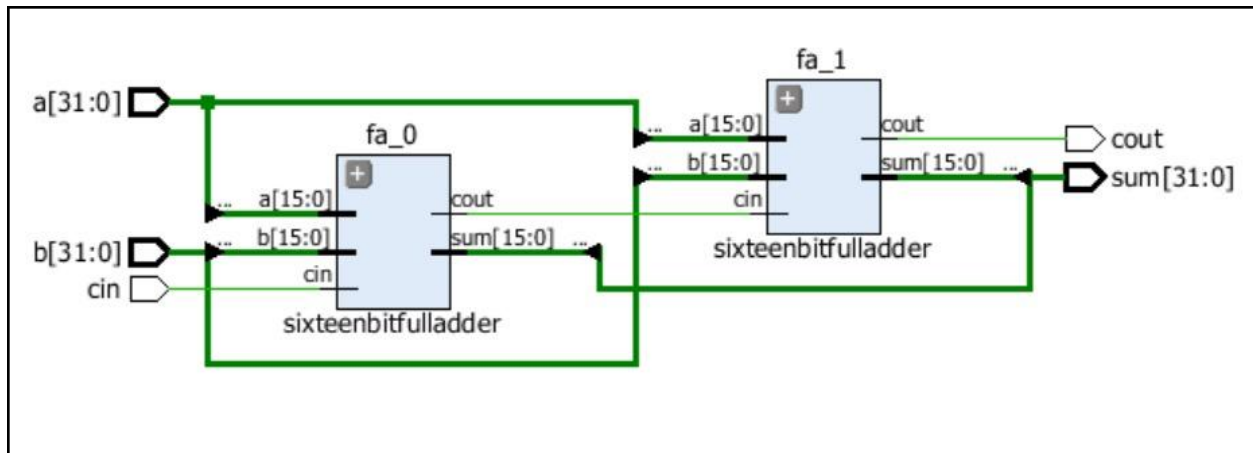 fa_1
a[31:0]
... a[15:0]
cout
cout
fa_0
... b[15:0]
sum[15:0] ...
sum[31:0]
... a[15:0]
cout
cin
b[31:0]
... b[15:0]
sum[15:0] ...
sixteenbitfulladder
cin
cin
sixteenbitfulladder